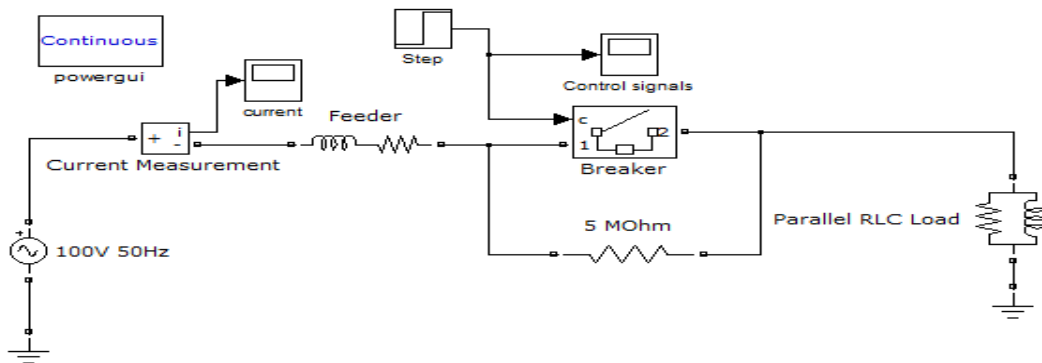 Continuous
powergui
Step
Control signals
current
Feeder
+ i
-
Current Measurement
c
1 2
Breaker
5 MOhm
Parallel RLC Load
+
100V 50Hz